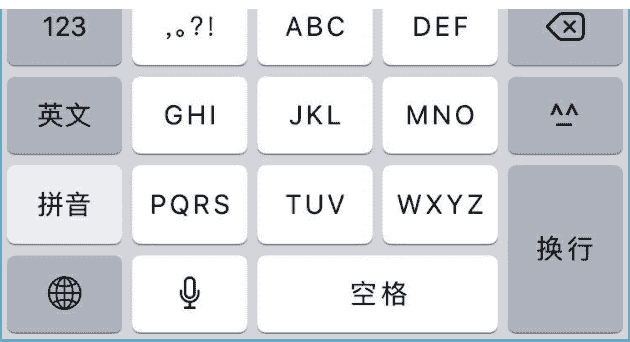 123 ,。?! ABC DEF
英文 GHI JKL MNO ^^
拼音 PQRS TUV WXYZ
换行
空格